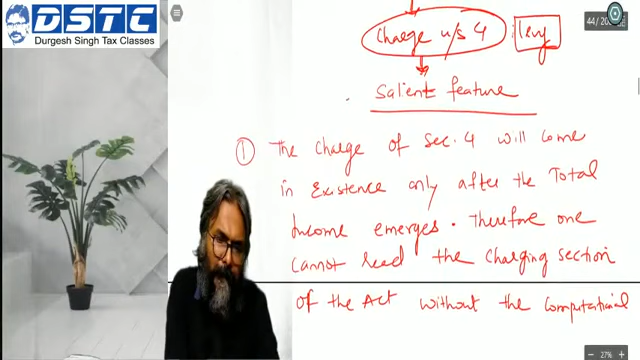 DSTC
Durgesh Singh Tax Classes
44 / 20
Charge u/s 4
levy
Salient feature
① The Charge of Sec. 4 will come
in Existence only after the Total
Income emerges. Therefore one
cannot read the Charging section
of the Act without the Computational
27%